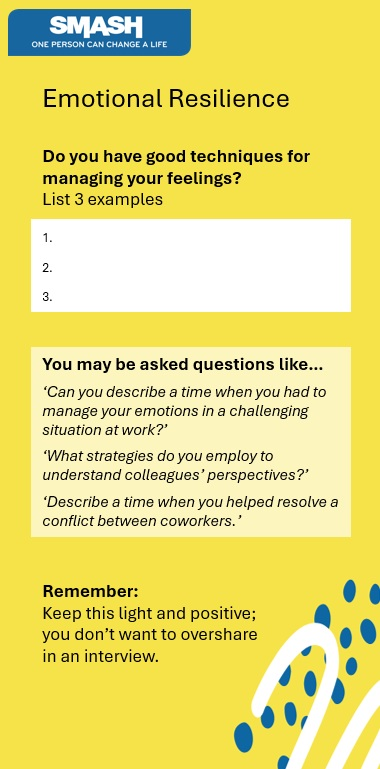 SMASH
ONE PERSON CAN CHANGE A LIFE
Emotional Resilience
Do you have good techniques for
managing your feelings?
List 3 examples
1.
2.
3.
You may be asked questions like...
‘Can you describe a time when you had to
manage your emotions in a challenging
situation at work?’
‘What strategies do you employ to
understand colleagues’ perspectives?’
‘Describe a time when you helped resolve a
conflict between coworkers.’
Remember:
Keep this light and positive;
you don’t want to overshare
in an interview.